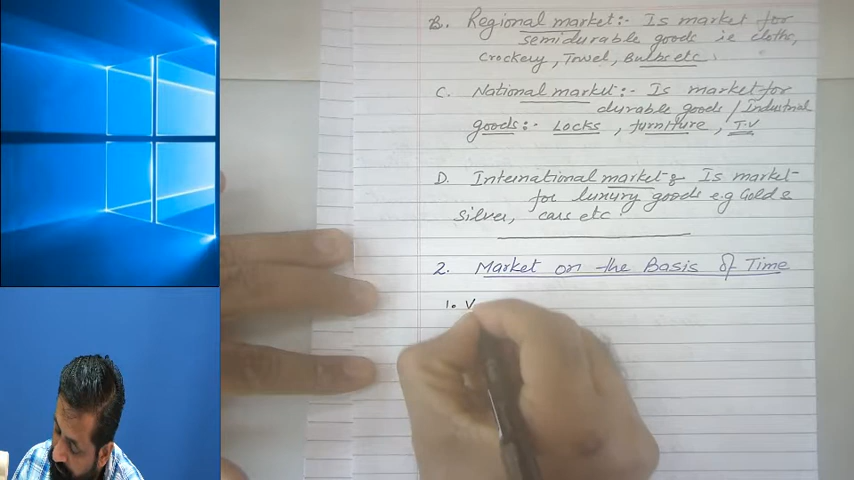 B. Regional market:- Is market for
semidurable goods ie cloths,
Crockery, Towel, Bulbs etc.
C. National market:- Is market for
durable goods / Industrial
goods:- Locks, furniture, T.V
D. International market:- Is market
for luxury goods e.g Gold &
silver, cars etc
2. Market on the Basis of Time
1. V